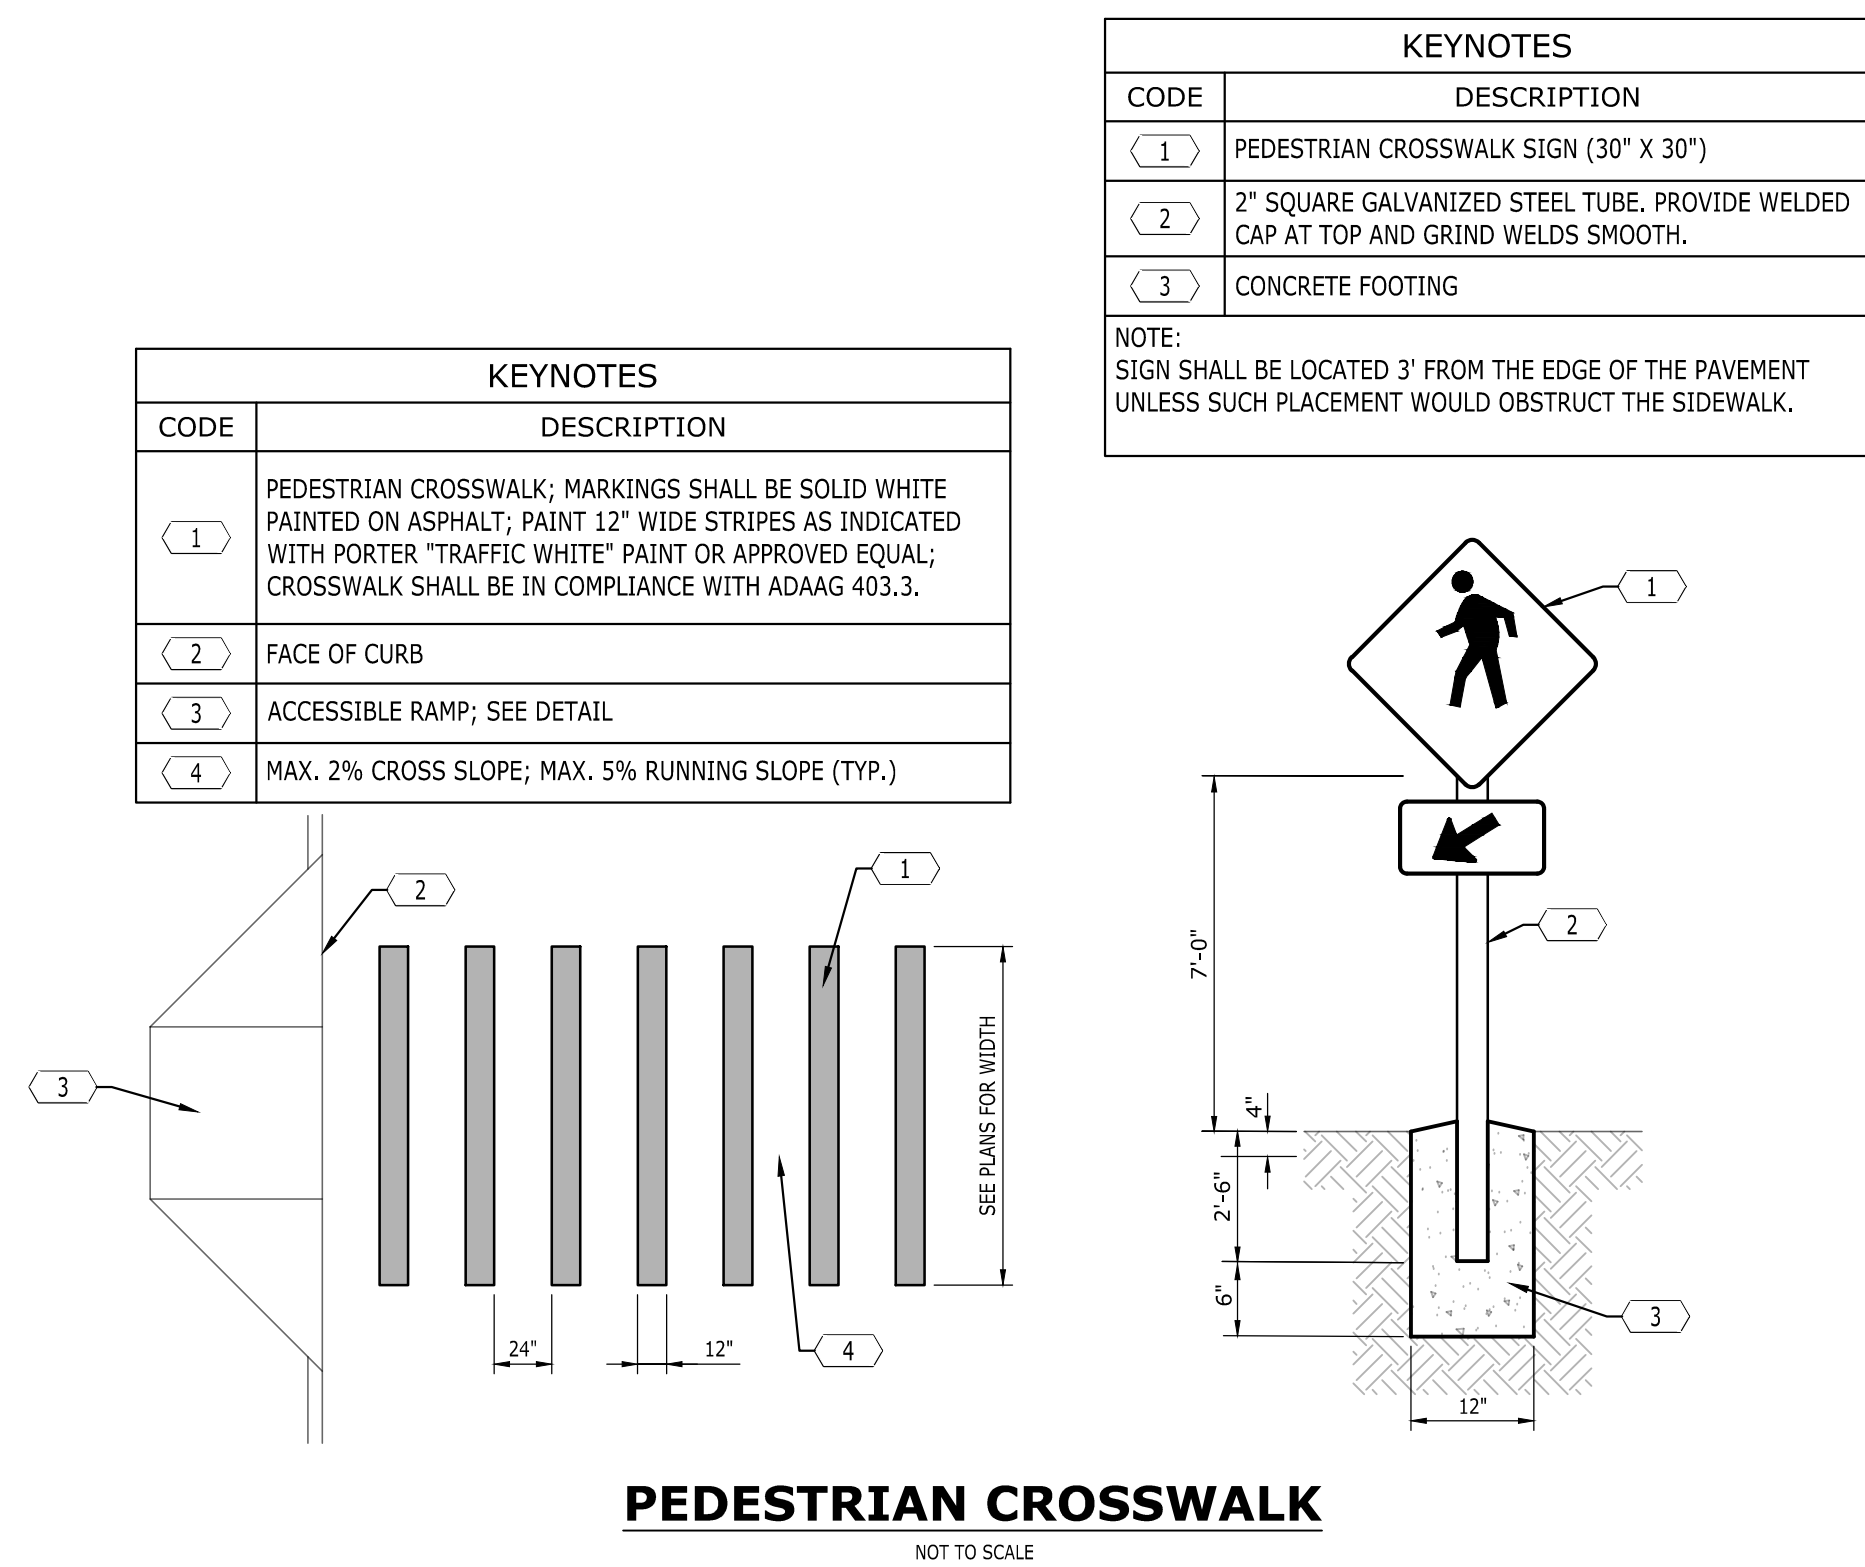 KEYNOTES
CODE DESCRIPTION
1 PEDESTRIAN CROSSWALK SIGN (30" X 30")
2 2" SQUARE GALVANIZED STEEL TUBE. PROVIDE WELDED
CAP AT TOP AND GRIND WELDS SMOOTH.
3 CONCRETE FOOTING
NOTE:
SIGN SHALL BE LOCATED 3' FROM THE EDGE OF THE PAVEMENT
UNLESS SUCH PLACEMENT WOULD OBSTRUCT THE SIDEWALK.
KEYNOTES
CODE DESCRIPTION
1 PEDESTRIAN CROSSWALK; MARKINGS SHALL BE SOLID WHITE
PAINTED ON ASPHALT; PAINT 12" WIDE STRIPES AS INDICATED
WITH PORTER "TRAFFIC WHITE" PAINT OR APPROVED EQUAL;
CROSSWALK SHALL BE IN COMPLIANCE WITH ADAAG 403.3.
2 FACE OF CURB
3 ACCESSIBLE RAMP; SEE DETAIL
4 MAX. 2% CROSS SLOPE; MAX. 5% RUNNING SLOPE (TYP.)
1
2
3
SEE PLANS FOR WIDTH
24"
12"
4
1
2
7'-0"
4"
2'-6"
6"
3
12"
PEDESTRIAN CROSSWALK
NOT TO SCALE